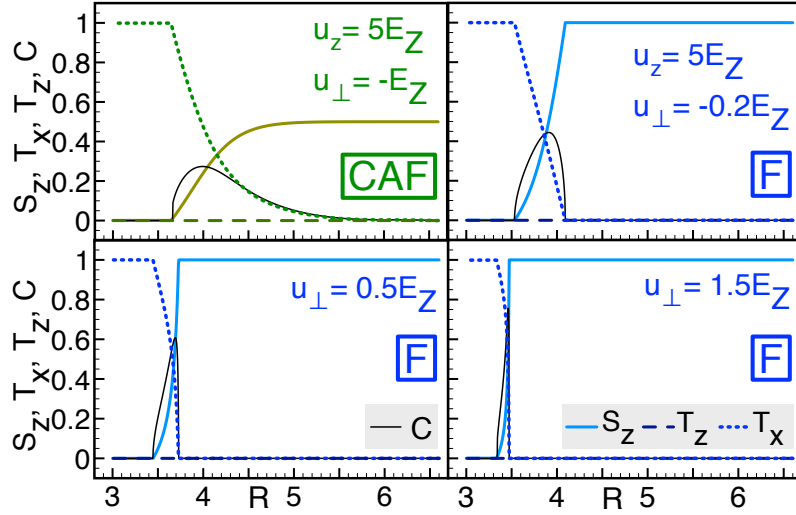 S_z, T_x, T_z, C
1
0.8
0.6
0.4
0.2
0
u_z = 5E_Z
u_⊥ = -E_Z
CAF
u_z = 5E_Z
u_⊥ = -0.2E_Z
F
S_z, T_x, T_z, C
1
0.8
0.6
0.4
0.2
0
u_⊥ = 0.5E_Z
F
C
u_⊥ = 1.5E_Z
F
S_z T_z T_x
3 4 R 5 6
3 4 R 5 6